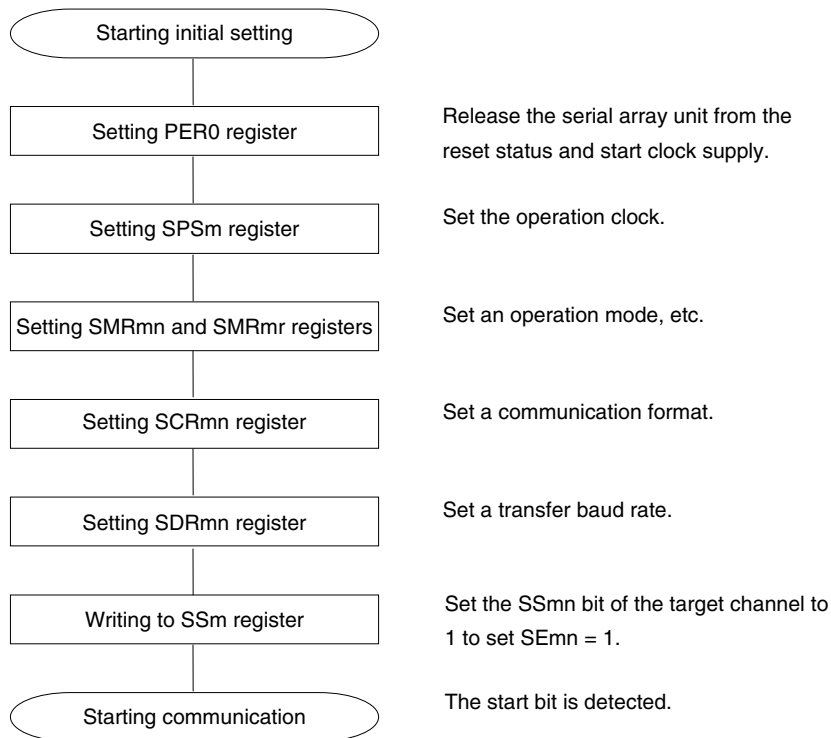 Starting initial setting
Setting PER0 register
Release the serial array unit from the
reset status and start clock supply.
Setting SPSm register
Set the operation clock.
Setting SMRmn and SMRmr registers
Set an operation mode, etc.
Setting SCRmn register
Set a communication format.
Setting SDRmn register
Set a transfer baud rate.
Writing to SSm register
Set the SSmn bit of the target channel to
1 to set SEmn = 1.
Starting communication
The start bit is detected.